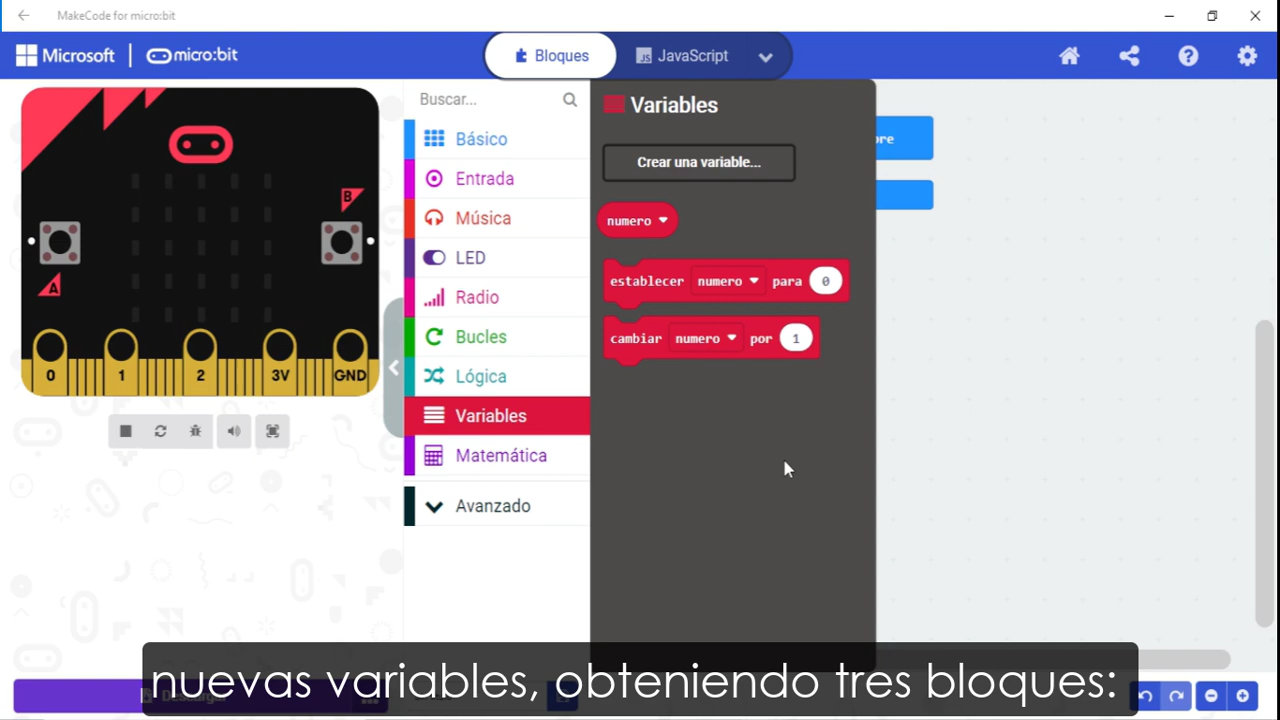 MakeCode for micro:bit
Microsoft
micro:bit
Bloques
JavaScript
Buscar...
Básico
Entrada
Música
LED
Radio
Bucles
Lógica
Variables
Matemática
Avanzado
Variables
Crear una variable...
numero
establecer numero para 0
cambiar numero por 1
A
B
0 1 2 3V GND
nuevas variables, obteniendo tres bloques: